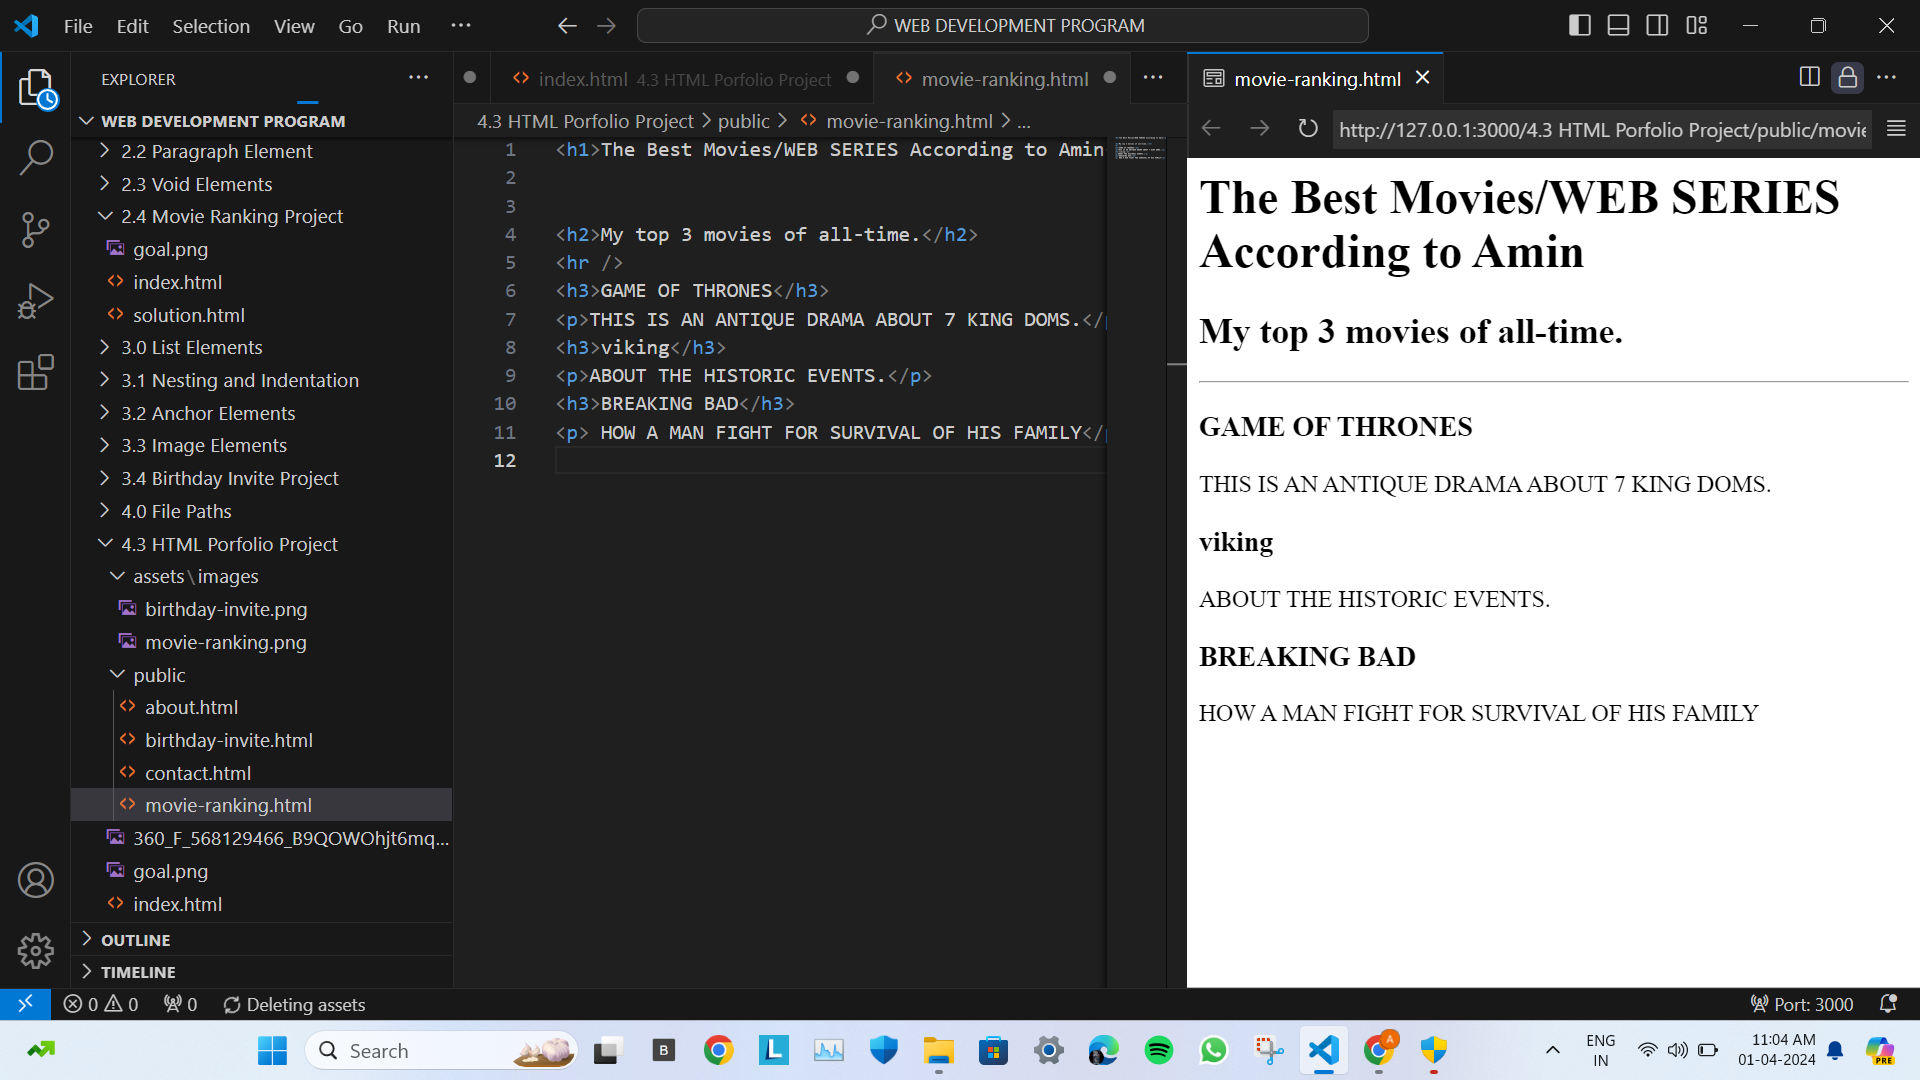 File Edit Selection View Go Run ···
WEB DEVELOPMENT PROGRAM
EXPLORER
WEB DEVELOPMENT PROGRAM
2.2 Paragraph Element
2.3 Void Elements
2.4 Movie Ranking Project
goal.png
index.html
solution.html
3.0 List Elements
3.1 Nesting and Indentation
3.2 Anchor Elements
3.3 Image Elements
3.4 Birthday Invite Project
4.0 File Paths
4.3 HTML Porfolio Project
assets\images
birthday-invite.png
movie-ranking.png
public
about.html
birthday-invite.html
contact.html
movie-ranking.html
360_F_568129466_B9QOWOhjt6mq...
goal.png
index.html
OUTLINE
TIMELINE
index.html 4.3 HTML Porfolio Project
movie-ranking.html
4.3 HTML Porfolio Project > public > movie-ranking.html > ...
1 <h1>The Best Movies/WEB SERIES According to Amin
2
3
4 <h2>My top 3 movies of all-time.</h2>
5 <hr />
6 <h3>GAME OF THRONES</h3>
7 <p>THIS IS AN ANTIQUE DRAMA ABOUT 7 KING DOMS.</
8 <h3>viking</h3>
9 <p>ABOUT THE HISTORIC EVENTS.</p>
10 <h3>BREAKING BAD</h3>
11 <p> HOW A MAN FIGHT FOR SURVIVAL OF HIS FAMILY</
12
movie-ranking.html
http://127.0.0.1:3000/4.3 HTML Porfolio Project/public/movie
The Best Movies/WEB SERIES
According to Amin
My top 3 movies of all-time.
GAME OF THRONES
THIS IS AN ANTIQUE DRAMA ABOUT 7 KING DOMS.
viking
ABOUT THE HISTORIC EVENTS.
BREAKING BAD
HOW A MAN FIGHT FOR SURVIVAL OF HIS FAMILY
0 0 0 Deleting assets
Port: 3000
Search
B
L
A
ENG
IN
11:04 AM
01-04-2024
PRE